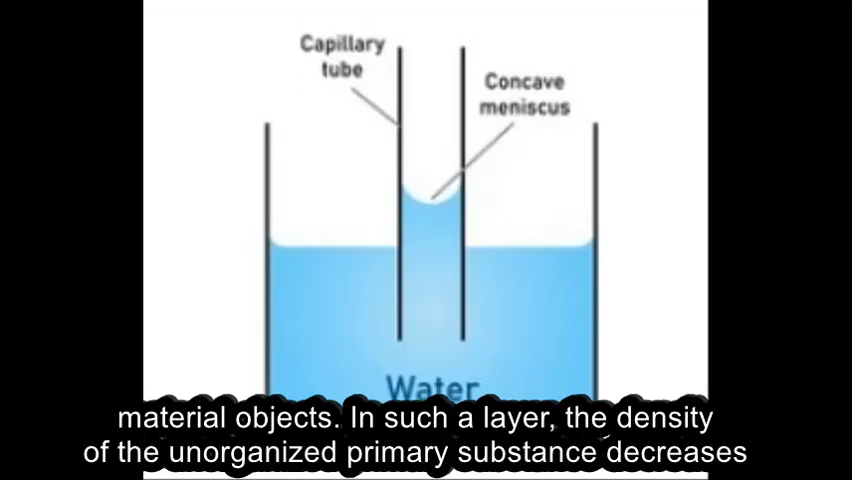 Capillary
tube
Concave
meniscus
Water
material objects. In such a layer, the density
of the unorganized primary substance decreases